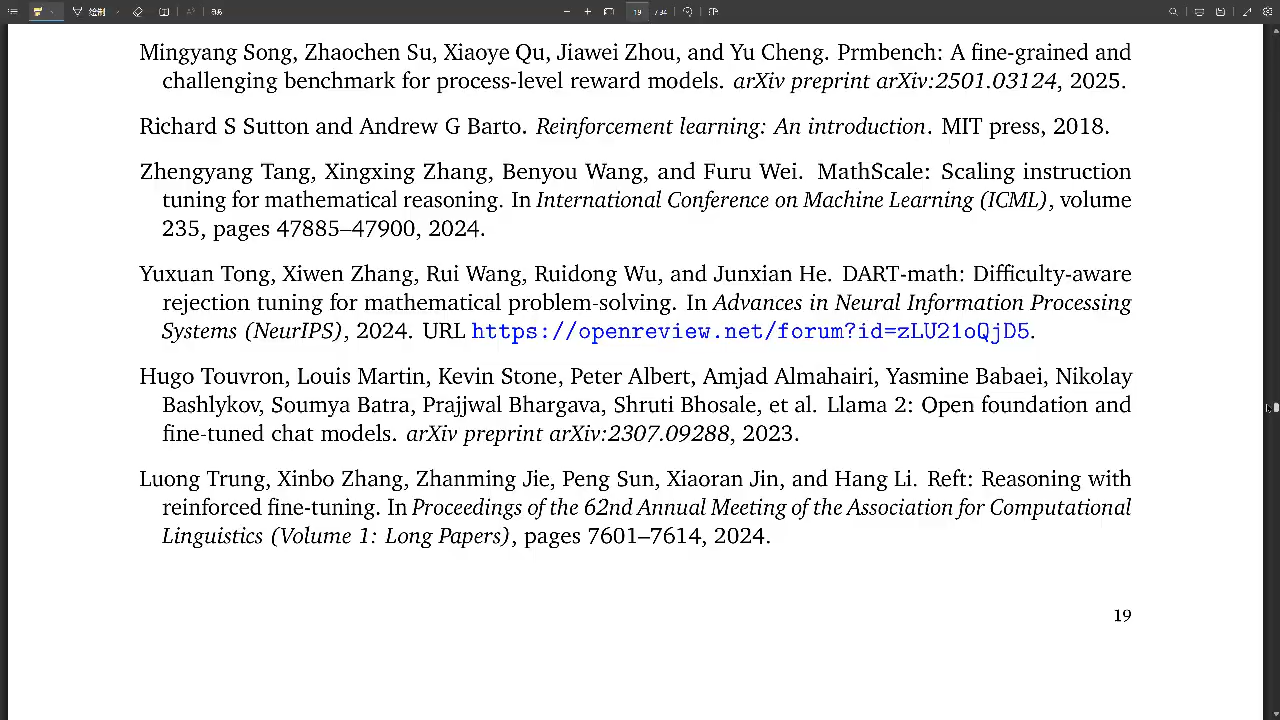 绘制
19 / 34
Mingyang Song, Zhaochen Su, Xiaoye Qu, Jiawei Zhou, and Yu Cheng. Prmbench: A fine-grained and
challenging benchmark for process-level reward models. arXiv preprint arXiv:2501.03124, 2025.
Richard S Sutton and Andrew G Barto. Reinforcement learning: An introduction. MIT press, 2018.
Zhengyang Tang, Xingxing Zhang, Benyou Wang, and Furu Wei. MathScale: Scaling instruction
tuning for mathematical reasoning. In International Conference on Machine Learning (ICML), volume
235, pages 47885–47900, 2024.
Yuxuan Tong, Xiwen Zhang, Rui Wang, Ruidong Wu, and Junxian He. DART-math: Difficulty-aware
rejection tuning for mathematical problem-solving. In Advances in Neural Information Processing
Systems (NeurIPS), 2024. URL https://openreview.net/forum?id=zLU21oQjD5.
Hugo Touvron, Louis Martin, Kevin Stone, Peter Albert, Amjad Almahairi, Yasmine Babaei, Nikolay
Bashlykov, Soumya Batra, Prajjwal Bhargava, Shruti Bhosale, et al. Llama 2: Open foundation and
fine-tuned chat models. arXiv preprint arXiv:2307.09288, 2023.
Luong Trung, Xinbo Zhang, Zhanming Jie, Peng Sun, Xiaoran Jin, and Hang Li. Reft: Reasoning with
reinforced fine-tuning. In Proceedings of the 62nd Annual Meeting of the Association for Computational
Linguistics (Volume 1: Long Papers), pages 7601–7614, 2024.
19